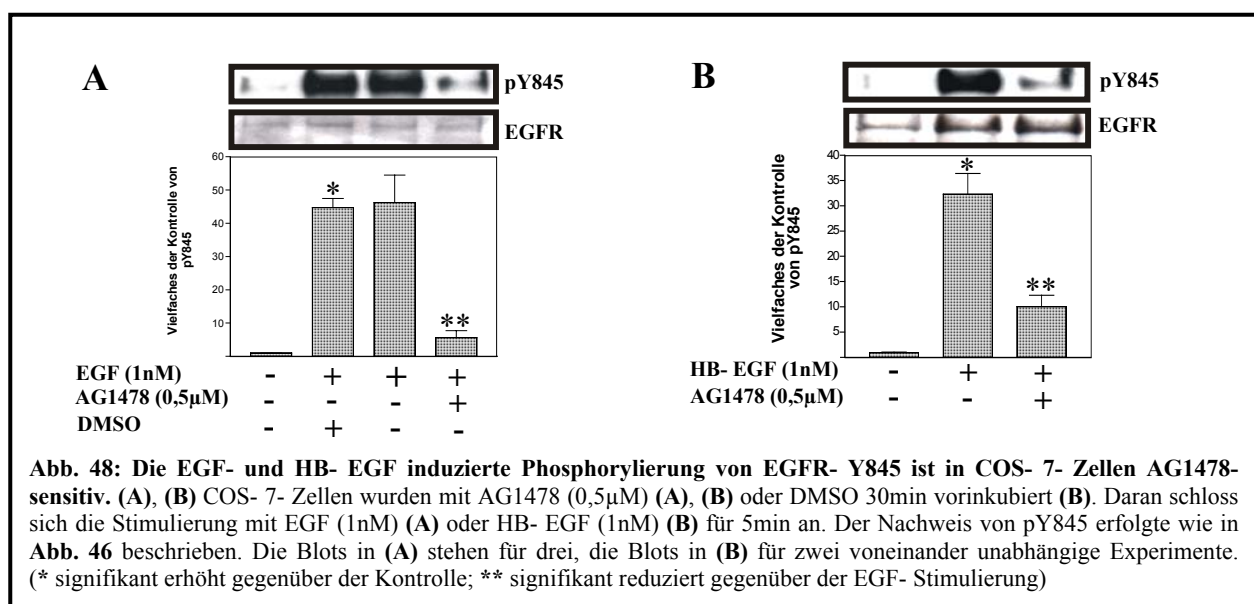 A
pY845
EGFR
Vielfaches der Kontrolle von
pY845
60
50
40
30
20
10
*
**
EGF (1nM) - + + +
AG1478 (0,5µM) - - - +
DMSO - + - -
B
pY845
EGFR
Vielfaches der Kontrolle
von pY845
40
35
30
25
20
15
10
5
*
**
HB- EGF (1nM) - + +
AG1478 (0,5µM) - - +
Abb. 48: Die EGF- und HB- EGF induzierte Phosphorylierung von EGFR- Y845 ist in COS- 7- Zellen AG1478-
sensitiv. (A), (B) COS- 7- Zellen wurden mit AG1478 (0,5µM) (A), (B) oder DMSO 30min vorinkubiert (B). Daran schloss
sich die Stimulierung mit EGF (1nM) (A) oder HB- EGF (1nM) (B) für 5min an. Der Nachweis von pY845 erfolgte wie in
Abb. 46 beschrieben. Die Blots in (A) stehen für drei, die Blots in (B) für zwei voneinander unabhängige Experimente.
(* signifikant erhöht gegenüber der Kontrolle; ** signifikant reduziert gegenüber der EGF- Stimulierung)